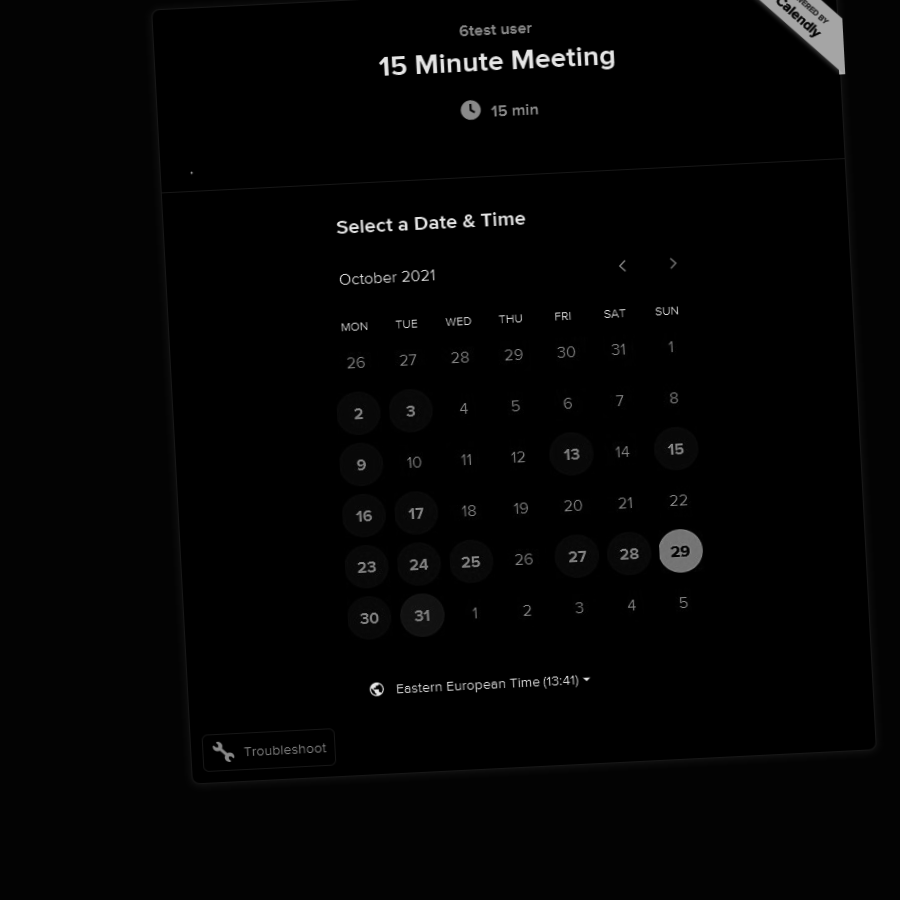 6test user
15 Minute Meeting
15 min
Calendly
Select a Date & Time
October 2021
MON TUE WED THU FRI SAT SUN
26 27 28 29 30 31 1
2 3 4 5 6 7 8
9 10 11 12 13 14 15
16 17 18 19 20 21 22
23 24 25 26 27 28 29
30 31 1 2 3 4 5
Eastern European Time (13:41)
Troubleshoot